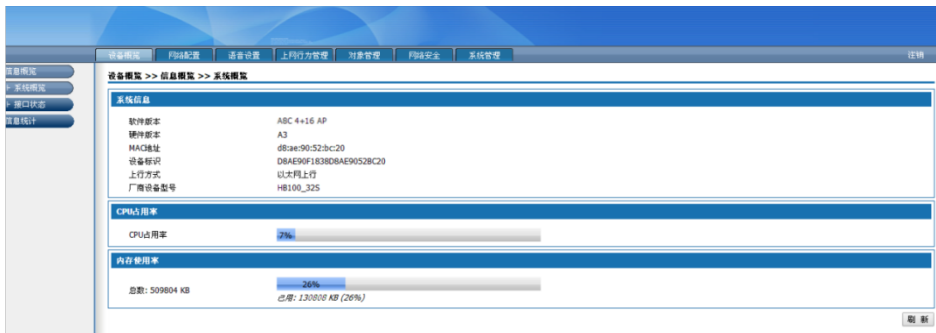 设备概览 网络配置 语音设置 上网行为管理 对象管理 网络安全 系统管理 注销
信息概览
系统概览
接口状态
信息统计
设备概览 >> 信息概览 >> 系统概览
系统信息
软件版本 ABC 4+16 AP
硬件版本 A3
MAC地址 d8:ae:90:52:bc:20
设备标识 D8AE90F1838D8AE9052BC20
上行方式 以太网上行
厂商设备型号 HB100_32S
CPU占用率
CPU占用率 7%
内存使用率
总数: 509804 KB 26%
已用: 130808 KB (26%)
刷 新